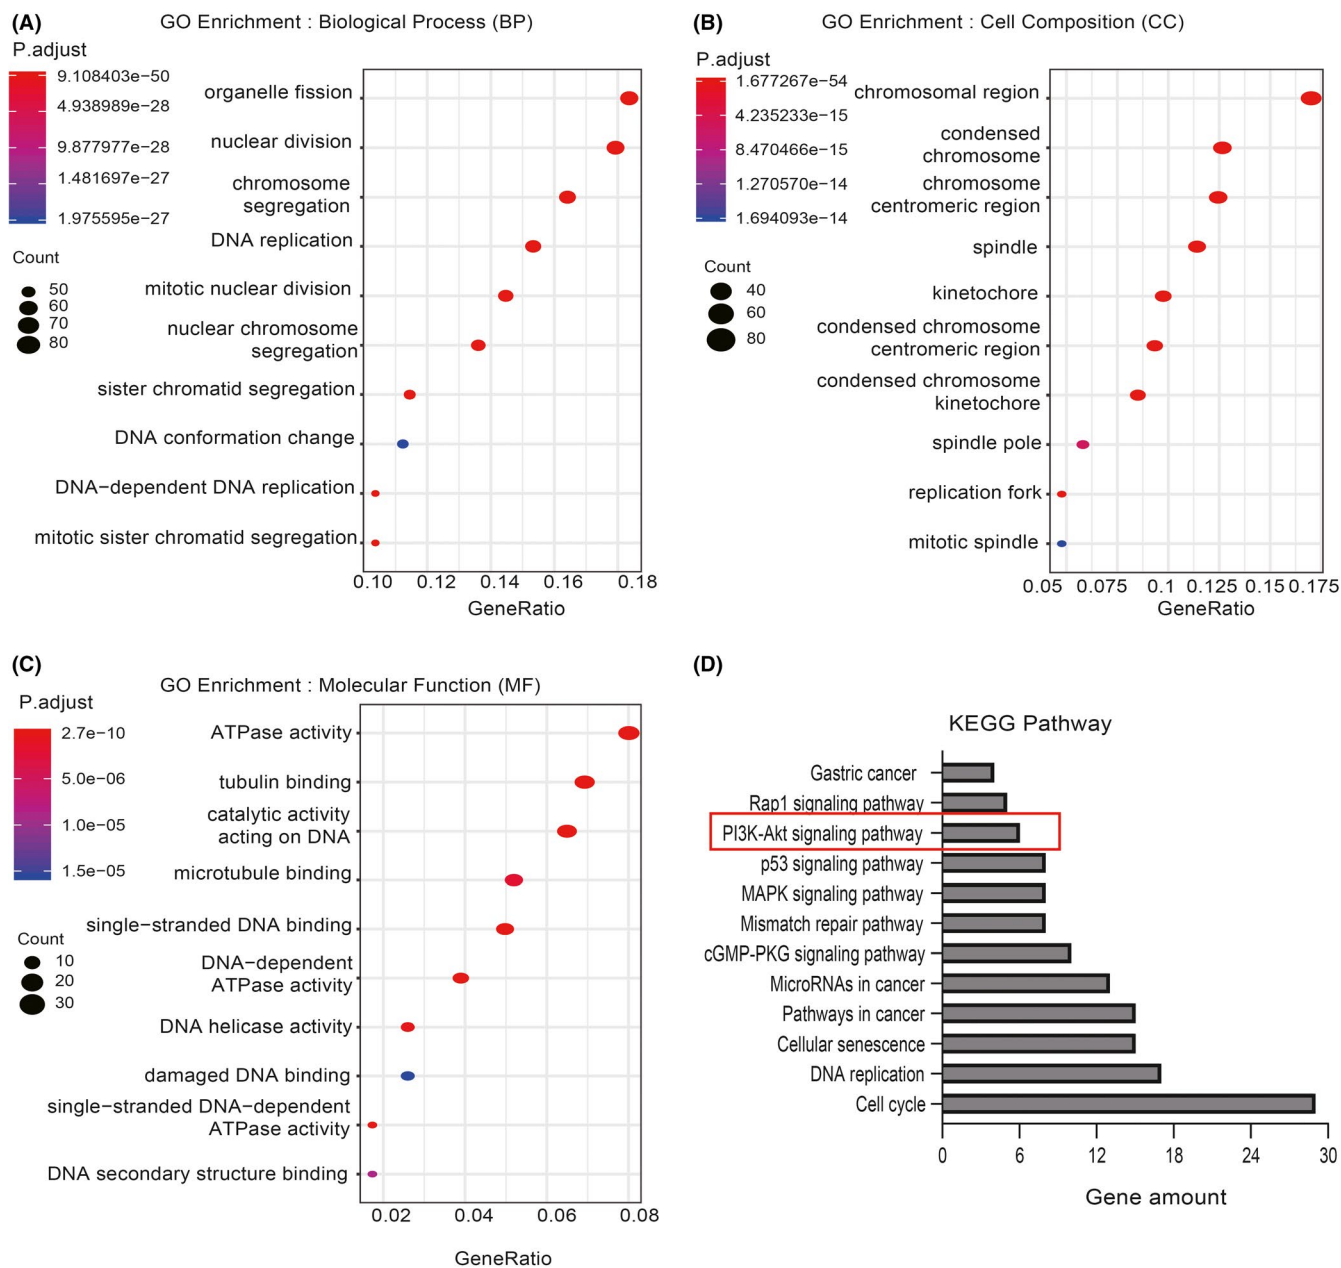 (A)
GO Enrichment : Biological Process (BP)
P.adjust
9.108403e−50
4.938989e−28
9.877977e−28
1.481697e−27
1.975595e−27
Count
50
60
70
80
organelle fission
nuclear division
chromosome
segregation
DNA replication
mitotic nuclear division
nuclear chromosome
segregation
sister chromatid segregation
DNA conformation change
DNA−dependent DNA replication
mitotic sister chromatid segregation
0.10 0.12 0.14 0.16 0.18
GeneRatio
(B)
GO Enrichment : Cell Composition (CC)
P.adjust
1.677267e−54
4.235233e−15
8.470466e−15
1.270570e−14
1.694093e−14
Count
40
60
80
chromosomal region
condensed
chromosome
chromosome
centromeric region
spindle
kinetochore
condensed chromosome
centromeric region
condensed chromosome
kinetochore
spindle pole
replication fork
mitotic spindle
0.05 0.075 0.1 0.125 0.15 0.175
GeneRatio
(C)
GO Enrichment : Molecular Function (MF)
P.adjust
2.7e−10
5.0e−06
1.0e−05
1.5e−05
Count
10
20
30
ATPase activity
tubulin binding
catalytic activity
acting on DNA
microtubule binding
single−stranded DNA binding
DNA−dependent
ATPase activity
DNA helicase activity
damaged DNA binding
single−stranded DNA−dependent
ATPase activity
DNA secondary structure binding
0.02 0.04 0.06 0.08
GeneRatio
(D)
KEGG Pathway
Gastric cancer
Rap1 signaling pathway
PI3K-Akt signaling pathway
p53 signaling pathway
MAPK signaling pathway
Mismatch repair pathway
cGMP-PKG signaling pathway
MicroRNAs in cancer
Pathways in cancer
Cellular senescence
DNA replication
Cell cycle
0 6 12 18 24 30
Gene amount